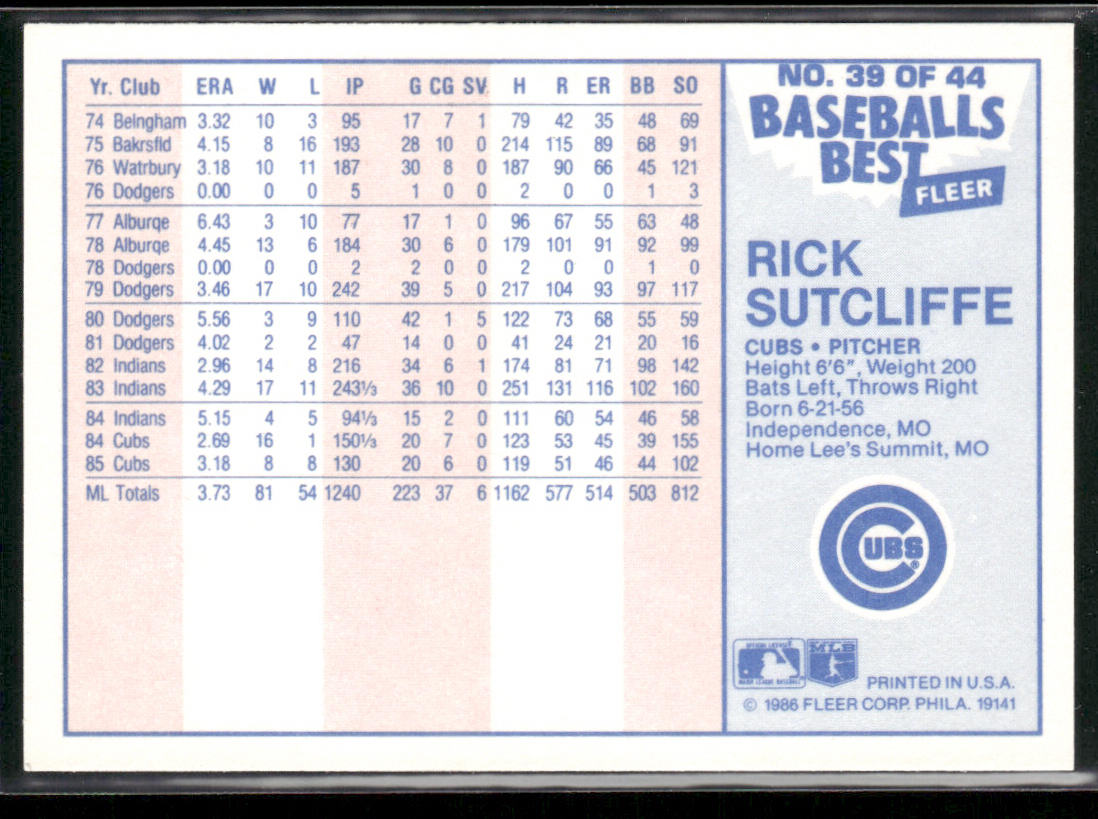 Yr. Club ERA W L IP G CG SV H R ER BB SO
74 Belngham 3.32 10 3 95 17 7 1 79 42 35 48 69
75 Bakrsfld 4.15 8 16 193 28 10 0 214 115 89 68 91
76 Watrbury 3.18 10 11 187 30 8 0 187 90 66 45 121
76 Dodgers 0.00 0 0 5 1 0 0 2 0 0 1 3
77 Alburqe 6.43 3 10 77 17 1 0 96 67 55 63 48
78 Alburqe 4.45 13 6 184 30 6 0 179 101 91 92 99
78 Dodgers 0.00 0 0 2 2 0 0 2 0 0 1 0
79 Dodgers 3.46 17 10 242 39 5 0 217 104 93 97 117
80 Dodgers 5.56 3 9 110 42 1 5 122 73 68 55 59
81 Dodgers 4.02 2 2 47 14 0 0 41 24 21 20 16
82 Indians 2.96 14 8 216 34 6 1 174 81 71 98 142
83 Indians 4.29 17 11 243⅓ 36 10 0 251 131 116 102 160
84 Indians 5.15 4 5 94⅓ 15 2 0 111 60 54 46 58
84 Cubs 2.69 16 1 150⅓ 20 7 0 123 53 45 39 155
85 Cubs 3.18 8 8 130 20 6 0 119 51 46 44 102
ML Totals 3.73 81 54 1240 223 37 6 1162 577 514 503 812
NO. 39 OF 44
BASEBALLS
BEST
FLEER
RICK
SUTCLIFFE
CUBS • PITCHER
Height 6'6", Weight 200
Bats Left, Throws Right
Born 6-21-56
Independence, MO
Home Lee's Summit, MO
CUBS
®
MLB
MAJOR LEAGUE BASEBALL
PRINTED IN U.S.A.
© 1986 FLEER CORP. PHILA. 19141